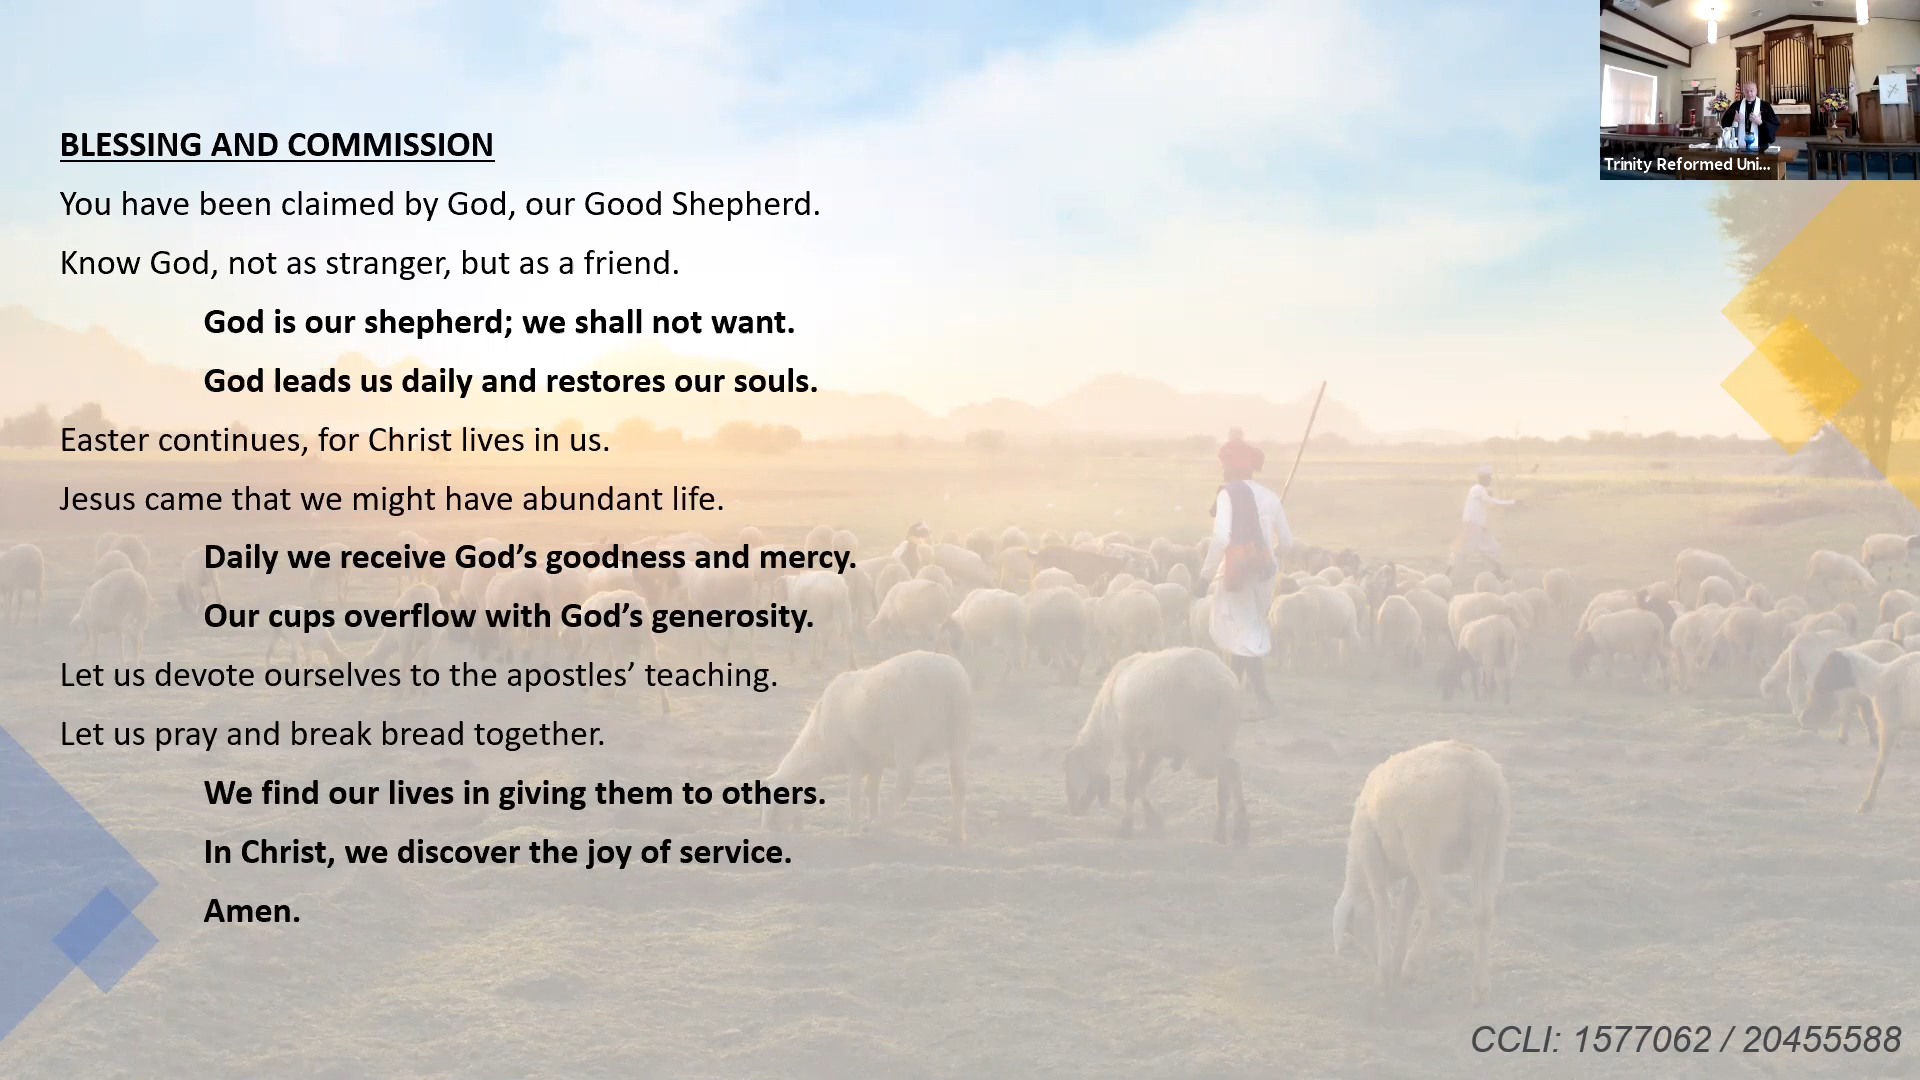 Trinity Reformed Uni...
BLESSING AND COMMISSION
You have been claimed by God, our Good Shepherd.
Know God, not as stranger, but as a friend.
God is our shepherd; we shall not want.
God leads us daily and restores our souls.
Easter continues, for Christ lives in us.
Jesus came that we might have abundant life.
Daily we receive God’s goodness and mercy.
Our cups overflow with God’s generosity.
Let us devote ourselves to the apostles’ teaching.
Let us pray and break bread together.
We find our lives in giving them to others.
In Christ, we discover the joy of service.
Amen.
CCLI: 1577062 / 20455588